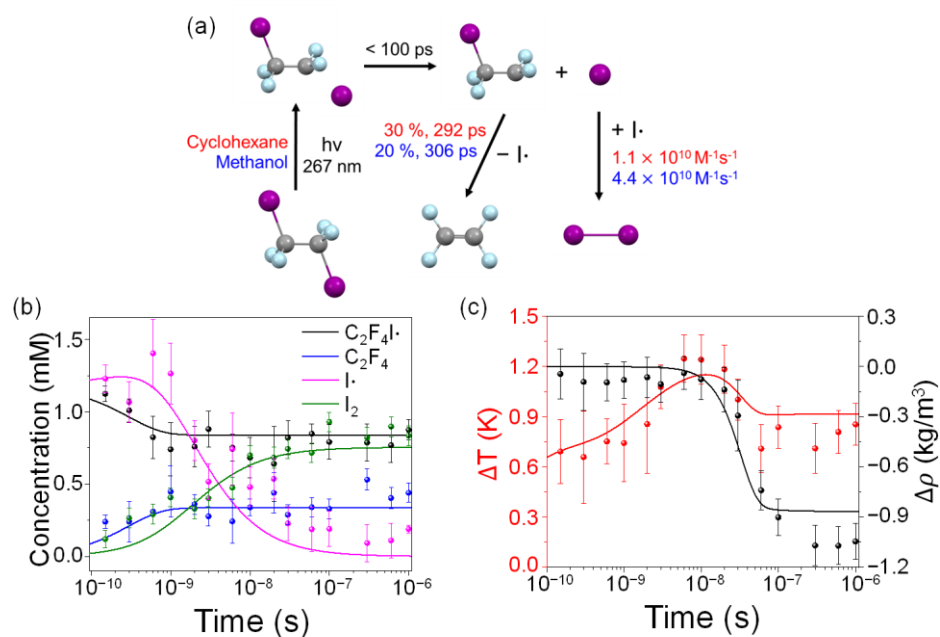 (a)
< 100 ps
+
Cyclohexane
Methanol
hv
267 nm
30 %, 292 ps
20 %, 306 ps
– I·
+ I·
1.1 × 10¹⁰ M⁻¹s⁻¹
4.4 × 10¹⁰ M⁻¹s⁻¹
(b)
Concentration (mM)
1.5
1.0
0.5
0.0
C₂F₄I·
C₂F₄
I·
I₂
10⁻¹⁰ 10⁻⁹ 10⁻⁸ 10⁻⁷ 10⁻⁶
Time (s)
(c)
ΔT (K)
1.5
1.2
0.9
0.6
0.3
0.0
0.3
0.0
−0.3
−0.6
−0.9
−1.2
Δρ (kg/m³)
10⁻¹⁰ 10⁻⁹ 10⁻⁸ 10⁻⁷ 10⁻⁶
Time (s)